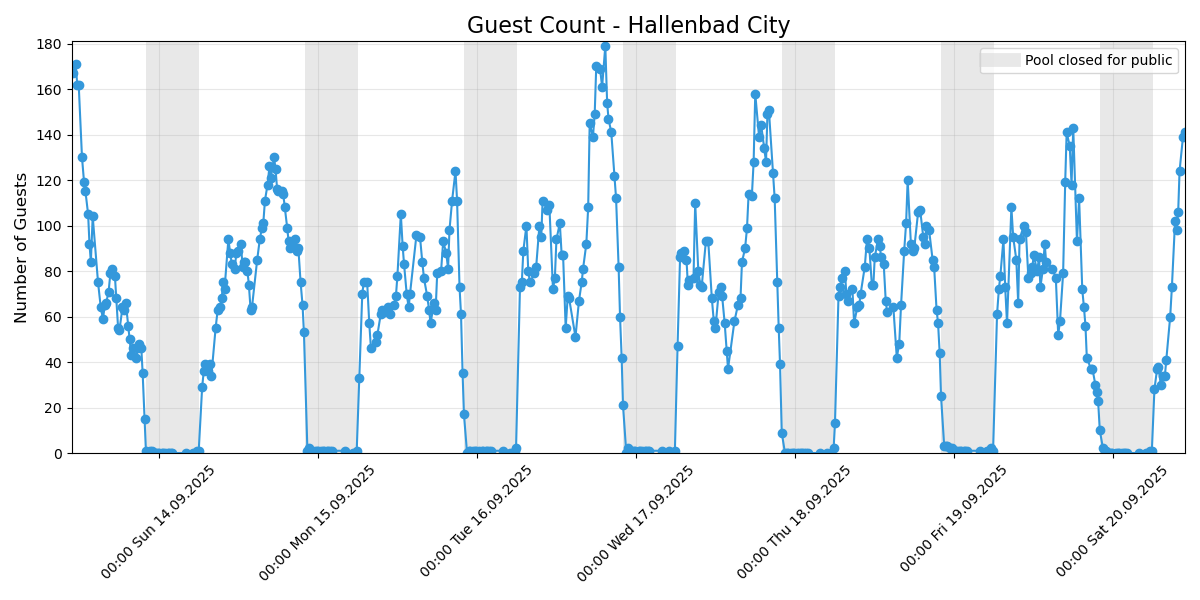 Guest Count - Hallenbad City
Pool closed for public
Number of Guests
180
160
140
120
100
80
60
40
20
0
00:00 Sun 14.09.2025
00:00 Mon 15.09.2025
00:00 Tue 16.09.2025
00:00 Wed 17.09.2025
00:00 Thu 18.09.2025
00:00 Fri 19.09.2025
00:00 Sat 20.09.2025